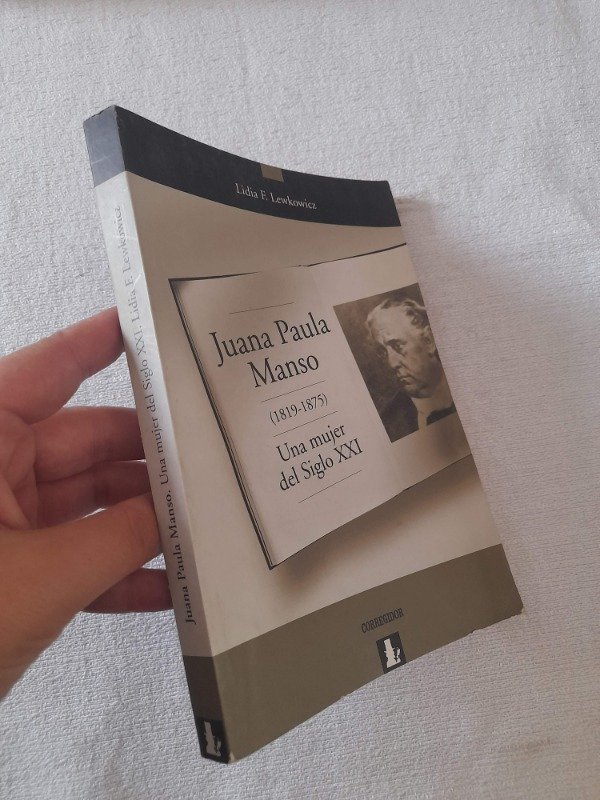 Lidia F. Lewkowicz
Juana Paula
Manso
(1819-1875)
Una mujer
del Siglo XXI
CORREGIDOR
Juana Paula Manso. Una mujer del Siglo XXI. Lidia F. Lewkowicz